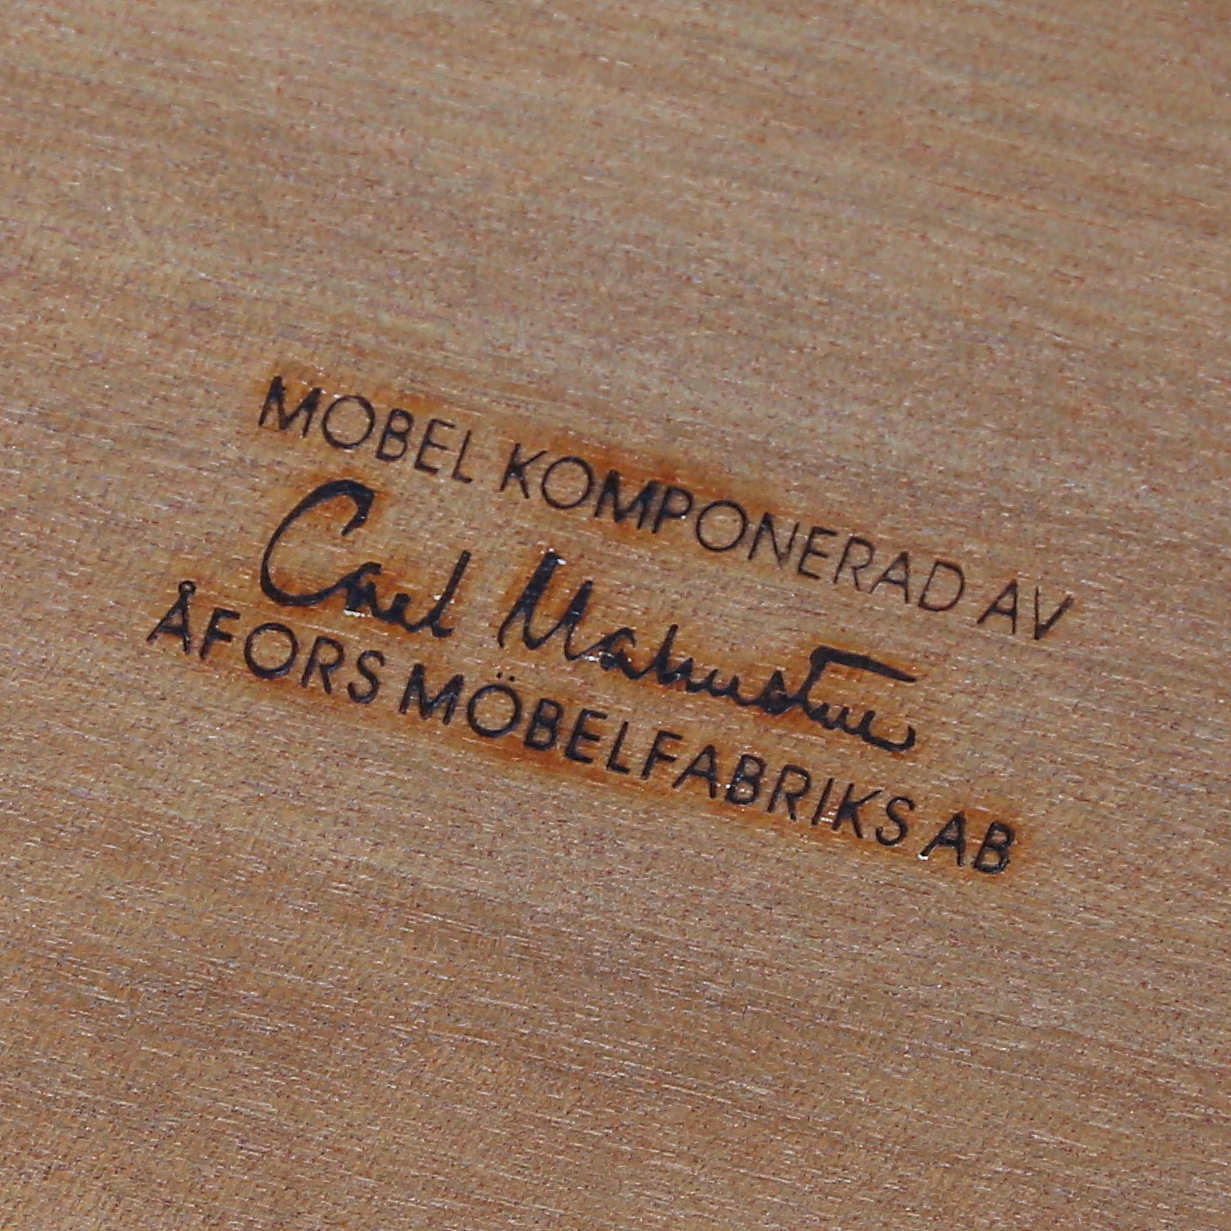 MOBEL KOMPONERAD AV
Carl Malmsten
ÅFORS MÖBELFABRIKS AB